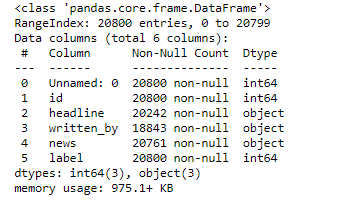 <class 'pandas.core.frame.DataFrame'>
RangeIndex: 20800 entries, 0 to 20799
Data columns (total 6 columns):
 #   Column      Non-Null Count  Dtype
---  ------      --------------  -----
 0   Unnamed: 0  20800 non-null  int64
 1   id          20800 non-null  int64
 2   headline    20242 non-null  object
 3   written_by  18843 non-null  object
 4   news        20761 non-null  object
 5   label       20800 non-null  int64
dtypes: int64(3), object(3)
memory usage: 975.1+ KB